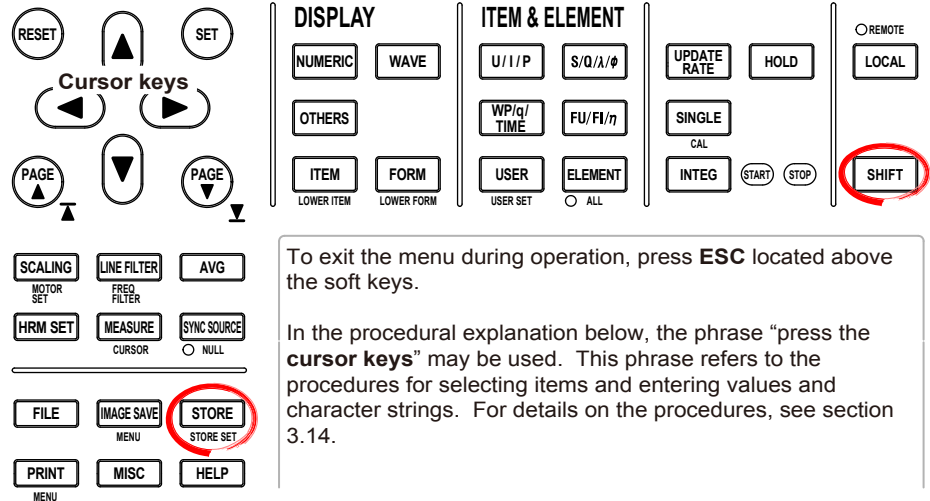 RESET
SET
Cursor keys
PAGE
PAGE
DISPLAY
NUMERIC
WAVE
OTHERS
ITEM
FORM
LOWER ITEM
LOWER FORM
ITEM & ELEMENT
U / I / P
S/Q/λ/ϕ
WP/q/
TIME
FU/FI/η
USER
ELEMENT
USER SET
ALL
UPDATE
RATE
HOLD
SINGLE
CAL
INTEG
START
STOP
REMOTE
LOCAL
SHIFT
SCALING
LINE FILTER
AVG
MOTOR
SET
FREQ
FILTER
HRM SET
MEASURE
SYNC SOURCE
CURSOR
NULL
FILE
IMAGE SAVE
STORE
MENU
STORE SET
PRINT
MISC
HELP
MENU
To exit the menu during operation, press ESC located above
the soft keys.
In the procedural explanation below, the phrase “press the
cursor keys” may be used. This phrase refers to the
procedures for selecting items and entering values and
character strings. For details on the procedures, see section
3.14.